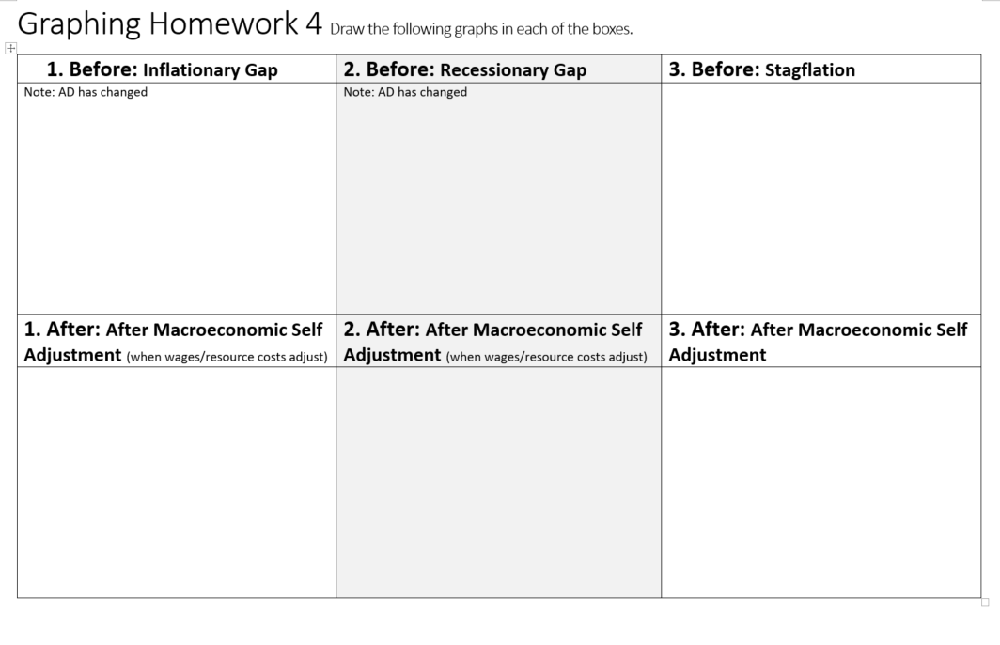 Graphing Homework 4 Draw the following graphs in each of the boxes.
1. Before: Inflationary Gap
2. Before: Recessionary Gap
3. Before: Stagflation
Note: AD has changed
Note: AD has changed
1. After: After Macroeconomic Self
Adjustment (when wages/resource costs adjust)
2. After: After Macroeconomic Self
Adjustment (when wages/resource costs adjust)
3. After: After Macroeconomic Self
Adjustment